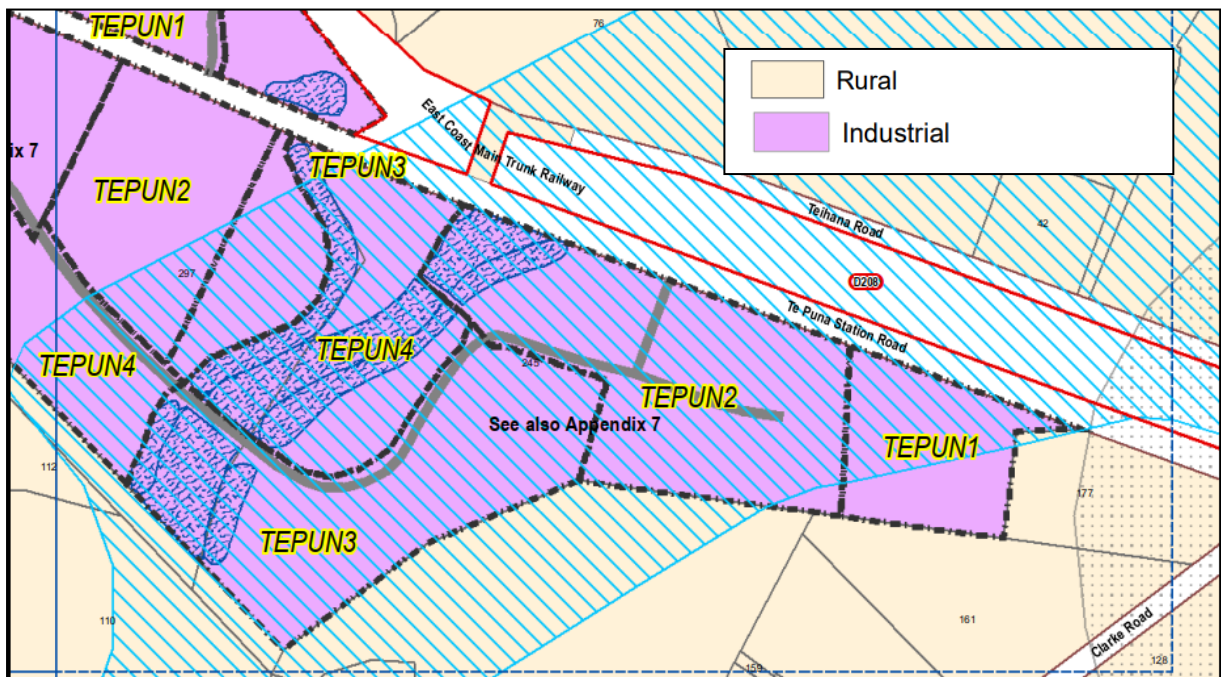 TEPUN1
76
Rural
East Coast Main Trunk Railway
Industrial
ix 7
TEPUN3
TEPUN2
Teihana Road
42
297
D208
Te Puna Station Road
TEPUN4
TEPUN4
245
TEPUN2
See also Appendix 7
TEPUN1
112
177
TEPUN3
110
161
Clarke Road
159
128